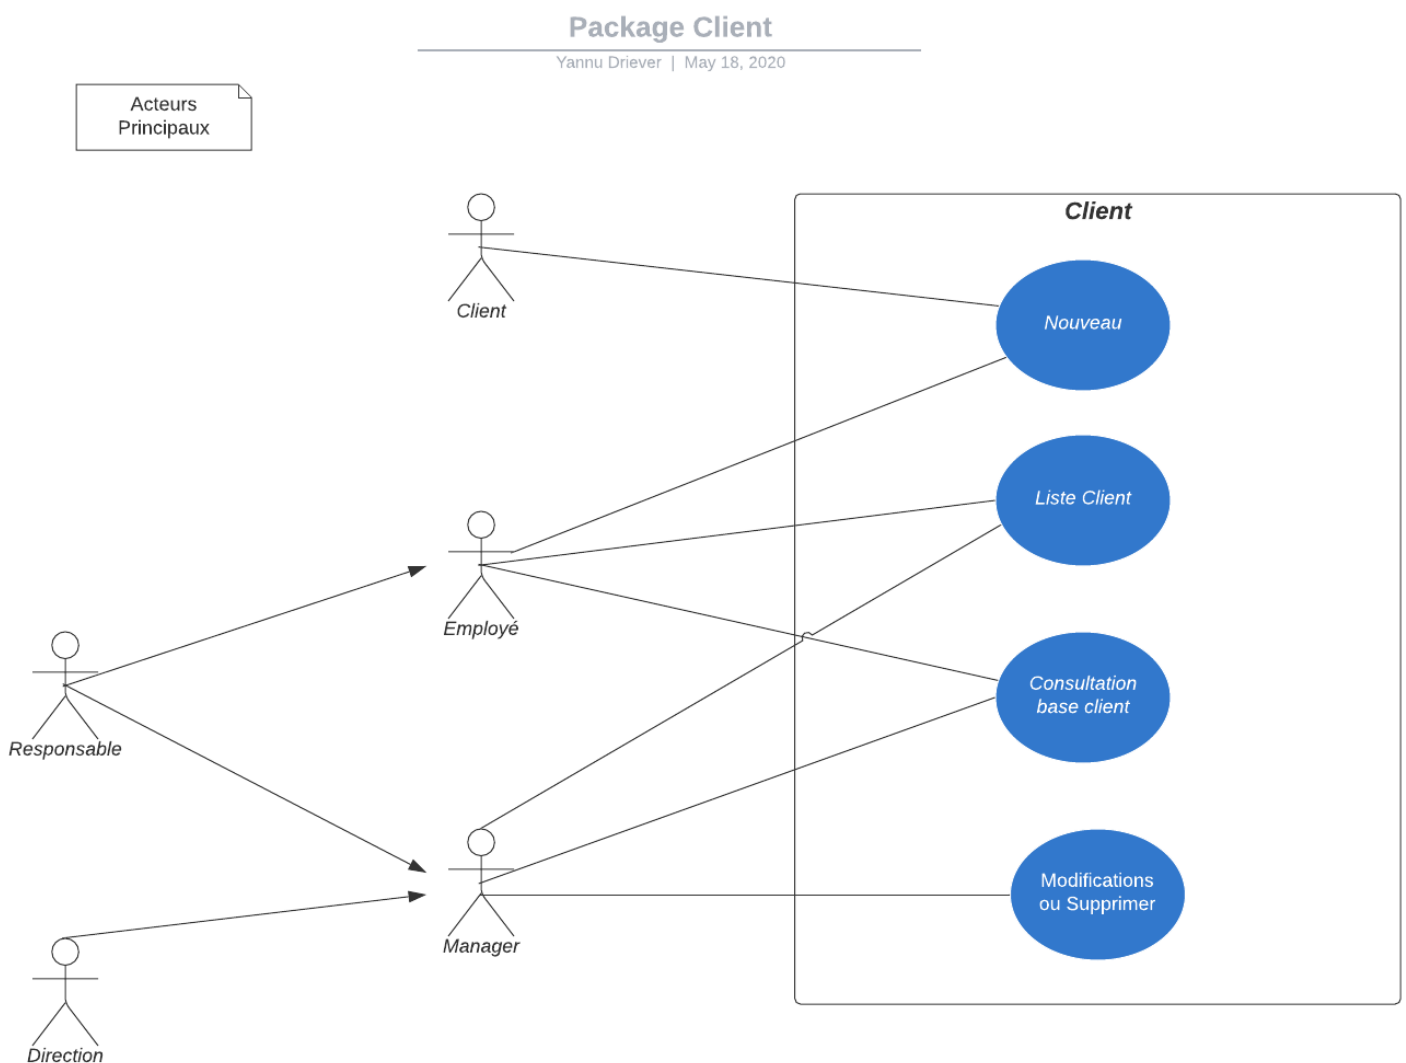 Package Client
Yannu Driever | May 18, 2020
Acteurs
Principaux
Client
Client
Nouveau
Liste Client
Employé
Consultation
base client
Responsable
Modifications
ou Supprimer
Manager
Direction